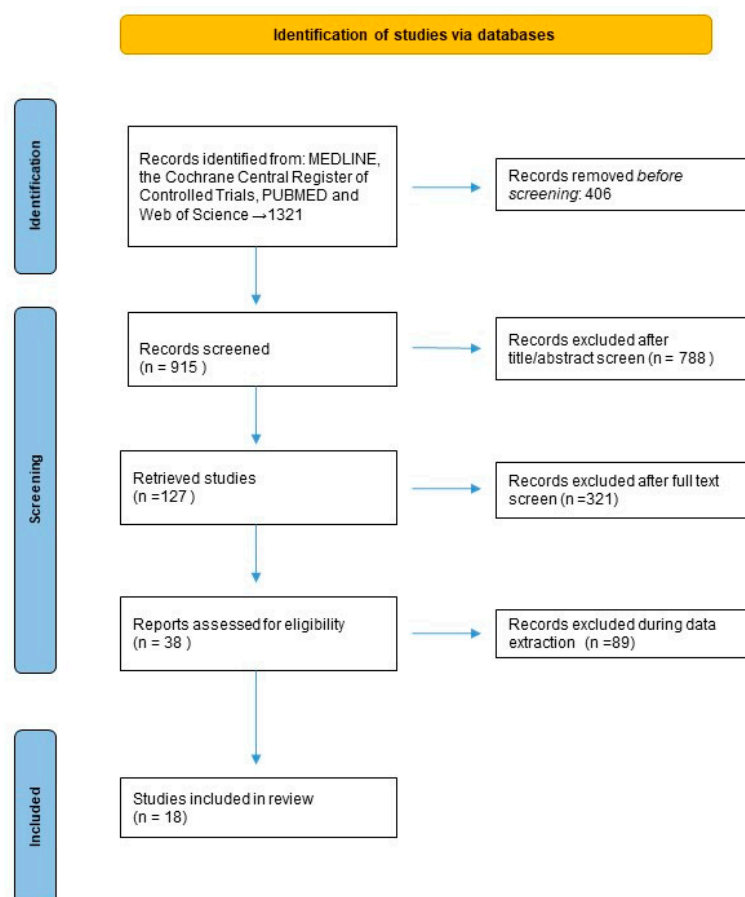 Identification of studies via databases
Identification
Records identified from: MEDLINE,
the Cochrane Central Register of
Controlled Trials, PUBMED and
Web of Science →1321
Records removed before
screening: 406
Screening
Records screened
(n = 915 )
Records excluded after
title/abstract screen (n = 788 )
Retrieved studies
(n =127 )
Records excluded after full text
screen (n =321)
Reports assessed for eligibility
(n = 38 )
Records excluded during data
extraction (n =89)
Included
Studies included in review
(n = 18)